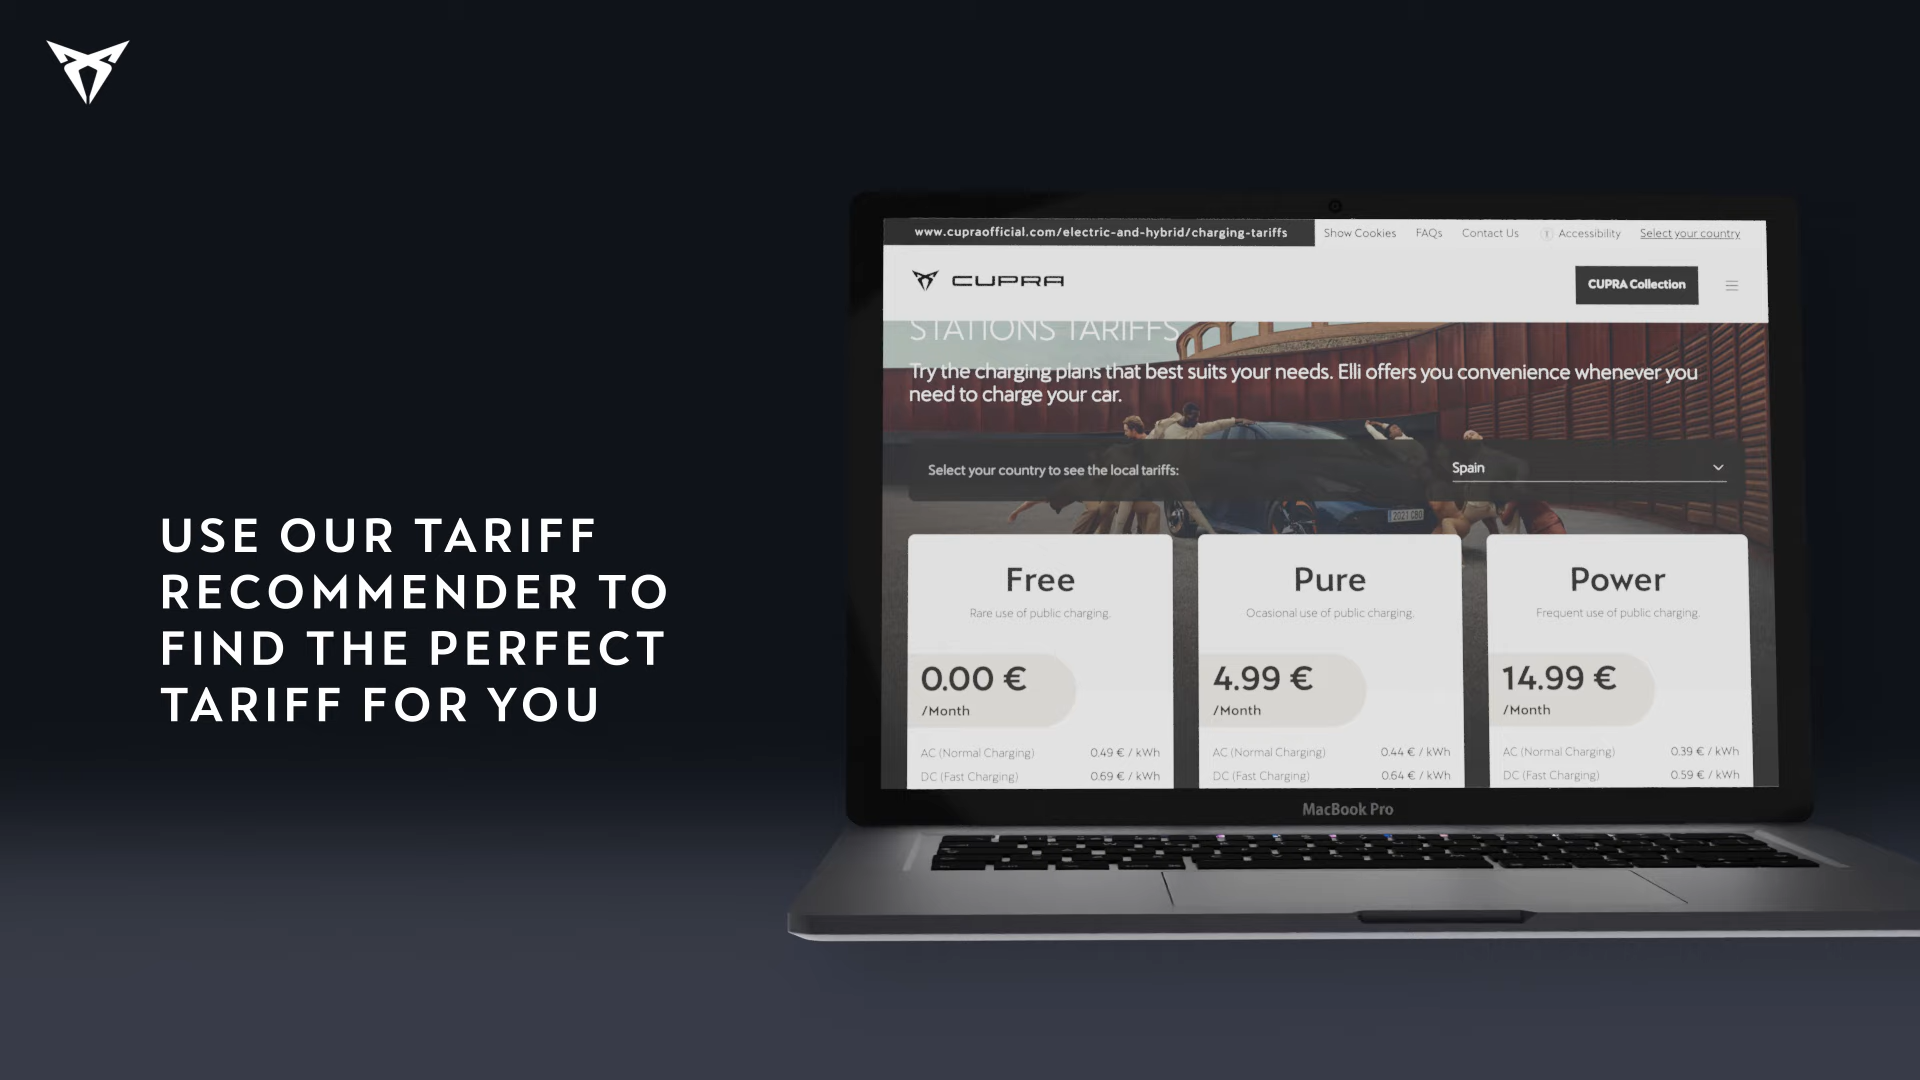 USE OUR TARIFF
RECOMMENDER TO
FIND THE PERFECT
TARIFF FOR YOU
www.cupraofficial.com/electric-and-hybrid/charging-tariffs
Show Cookies FAQs Contact Us Accessibility Select your country
CUPRA
CUPRA Collection
STATIONS TARIFFS
Try the charging plans that best suits your needs. Elli offers you convenience whenever you
need to charge your car.
Select your country to see the local tariffs:
Spain
Free
Rare use of public charging.
0.00 €
/Month
AC (Normal Charging) 0.49 € / kWh
DC (Fast Charging) 0.69 € / kWh
Pure
Ocasional use of public charging.
4.99 €
/Month
AC (Normal Charging) 0.44 € / kWh
DC (Fast Charging) 0.64 € / kWh
Power
Frequent use of public charging.
14.99 €
/Month
AC (Normal Charging) 0.39 € / kWh
DC (Fast Charging) 0.59 € / kWh
MacBook Pro